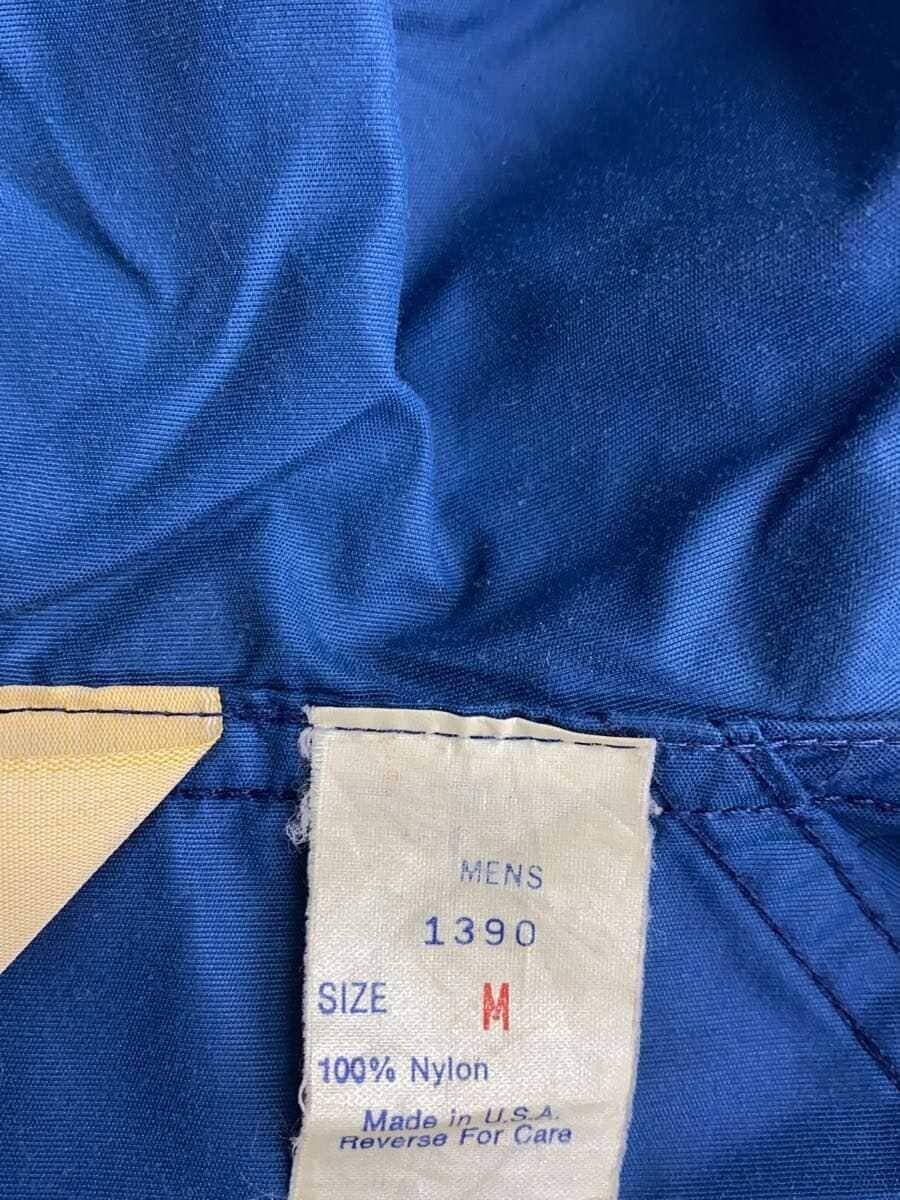 MENS
1390
SIZE M
100% Nylon
Made in U.S.A.
Reverse For Care